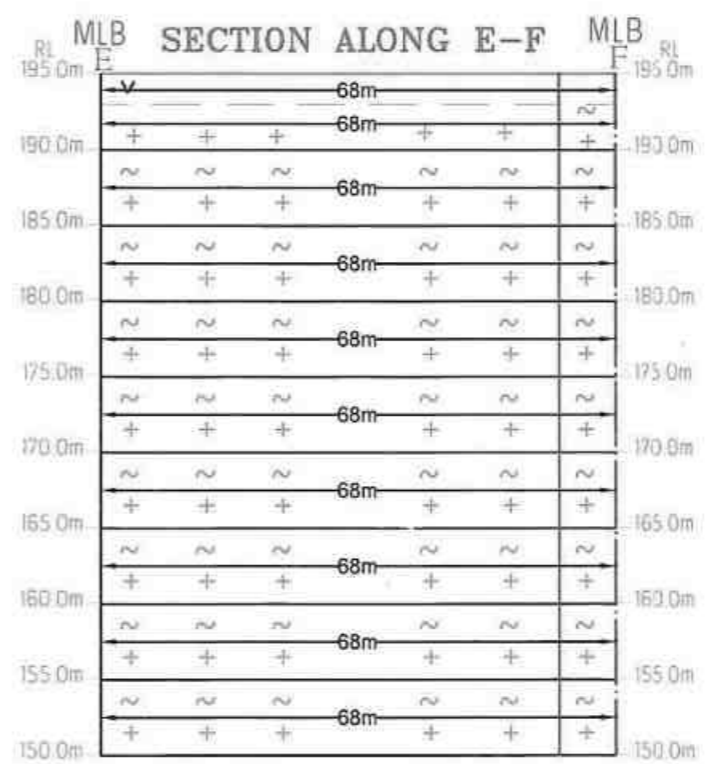 MLB SECTION ALONG E-F MLB
RL E F RL
195.0m 195.0m
V 68m
68m
190.0m 190.0m
68m
185.0m 185.0m
68m
180.0m 180.0m
68m
175.0m 175.0m
68m
170.0m 170.0m
68m
165.0m 165.0m
68m
160.0m 160.0m
68m
155.0m 155.0m
68m
150.0m 150.0m